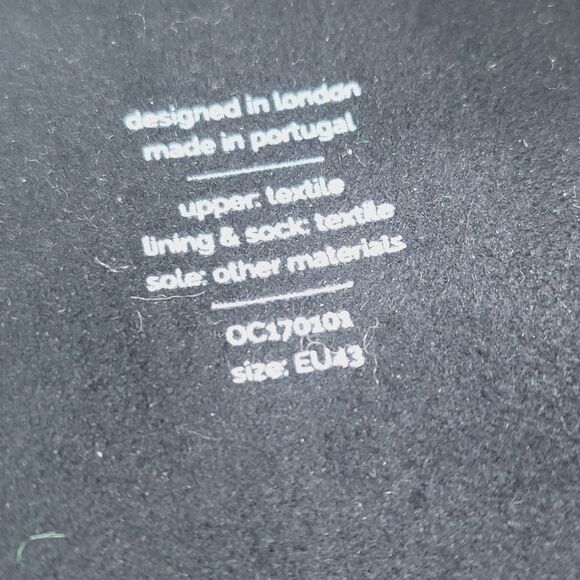 designed in london
made in portugal
upper: textile
lining & sock: textile
sole: other materials
OC170101
size: EU43